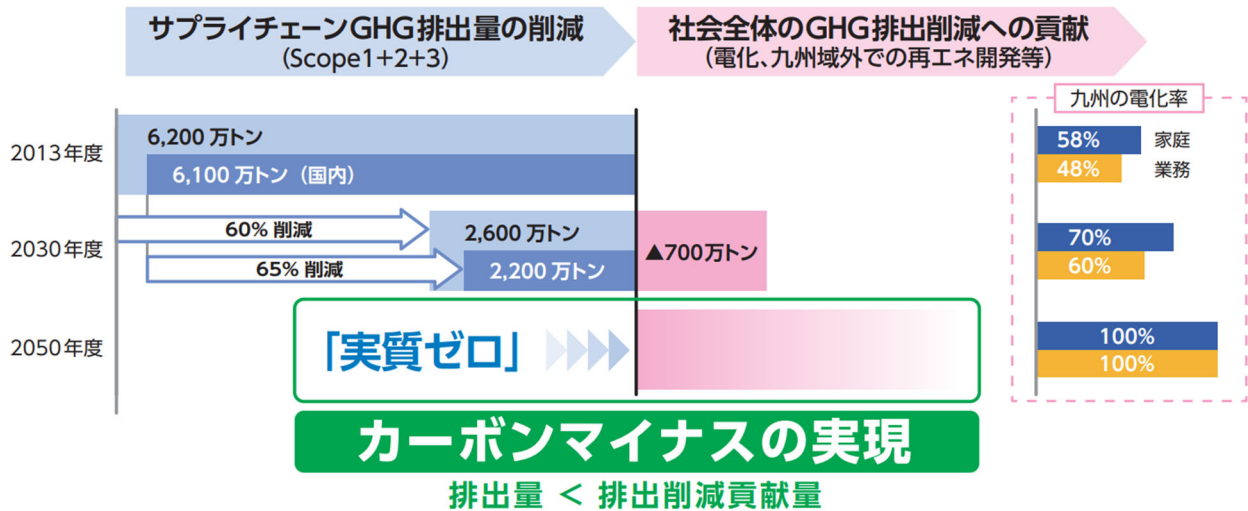 サプライチェーンGHG排出量の削減
(Scope1+2+3)
社会全体のGHG排出削減への貢献
(電化、九州域外での再エネ開発等)
九州の電化率
2013年度
6,200 万トン
6,100 万トン（国内）
58%
家庭
48%
業務
2030年度
60% 削減
2,600 万トン
65% 削減
2,200 万トン
▲700万トン
70%
60%
2050年度
「実質ゼロ」
100%
100%
カーボンマイナスの実現
排出量 ＜ 排出削減貢献量